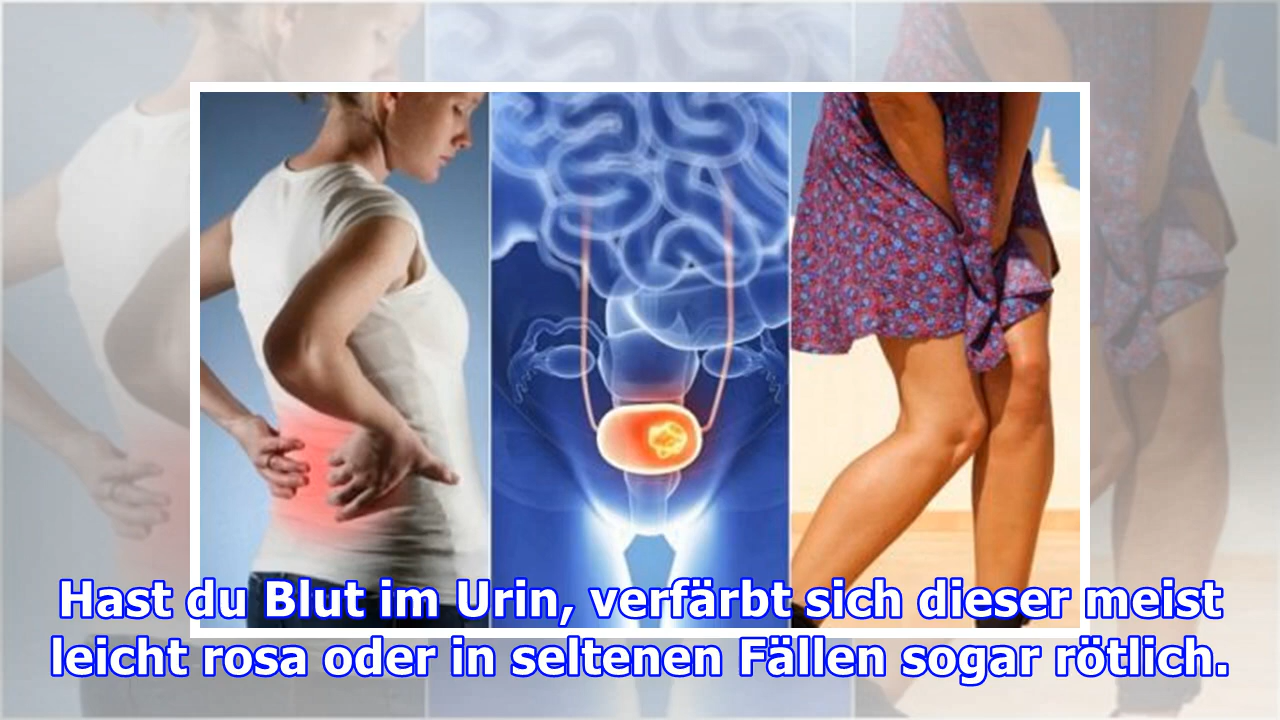 Hast du Blut im Urin, verfärbt sich dieser meist
leicht rosa oder in seltenen Fällen sogar rötlich.